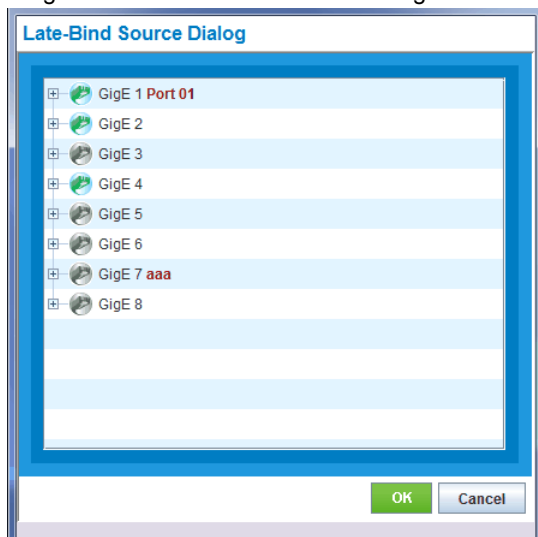 Late-Bind Source Dialog
GigE 1 Port 01
GigE 2
GigE 3
GigE 4
GigE 5
GigE 6
GigE 7 aaa
GigE 8
OK Cancel